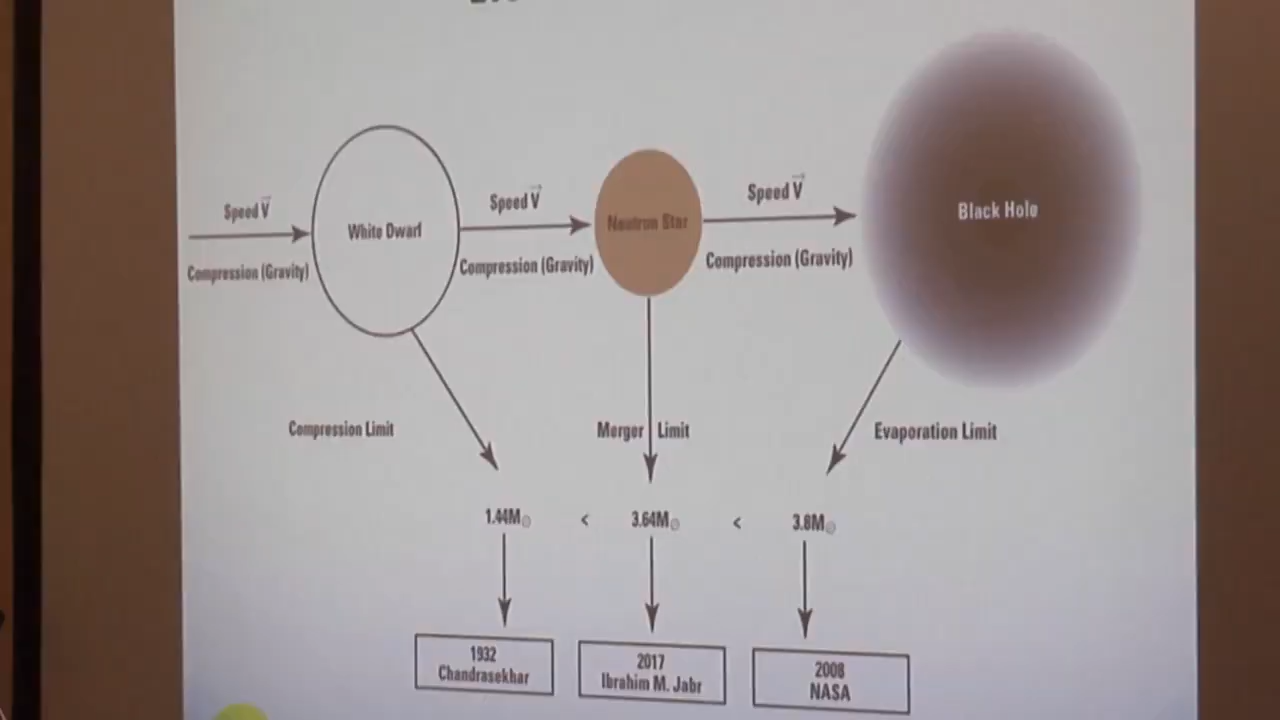 Speed V
Compression (Gravity)
White Dwarf
Speed V
Compression (Gravity)
Neutron Star
Speed V
Compression (Gravity)
Black Hole
Compression Limit
Merger Limit
Evaporation Limit
1.44M☉ < 3.64M☉ < 3.8M☉
1932
Chandrasekhar
2017
Ibrahim M. Jabr
2008
NASA